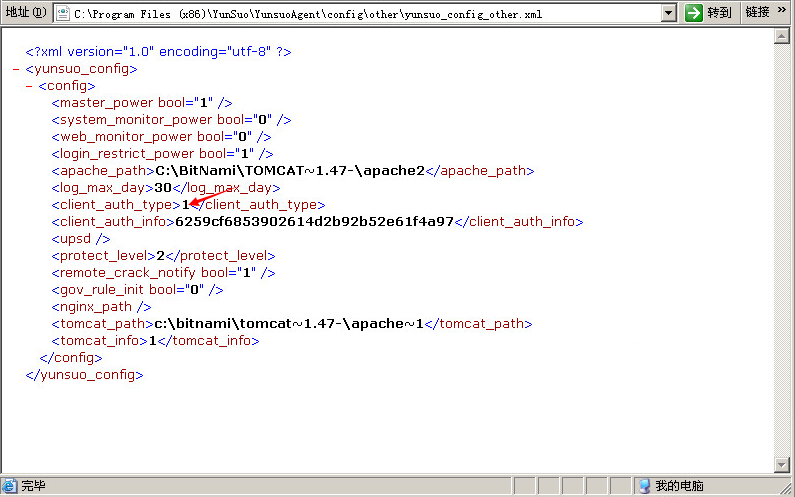 地址(D) C:\Program Files (x86)\YunSuo\YunsuoAgent\config\other\yunsuo_config_other.xml 转到 链接 »
<?xml version="1.0" encoding="utf-8" ?>
- <yunsuo_config>
- <config>
<master_power bool="1" />
<system_monitor_power bool="0" />
<web_monitor_power bool="0" />
<login_restrict_power bool="1" />
<apache_path>C:\BitNami\TOMCAT~1.47-\apache2</apache_path>
<log_max_day>30</log_max_day>
<client_auth_type>1</client_auth_type>
<client_auth_info>6259cf6853902614d2b92b52e61f4a97</client_auth_info>
<upsd />
<protect_level>2</protect_level>
<remote_crack_notify bool="1" />
<gov_rule_init bool="0" />
<nginx_path />
<tomcat_path>c:\bitnami\tomcat~1.47-\apache~1</tomcat_path>
<tomcat_info>1</tomcat_info>
</config>
</yunsuo_config>
完毕 我的电脑